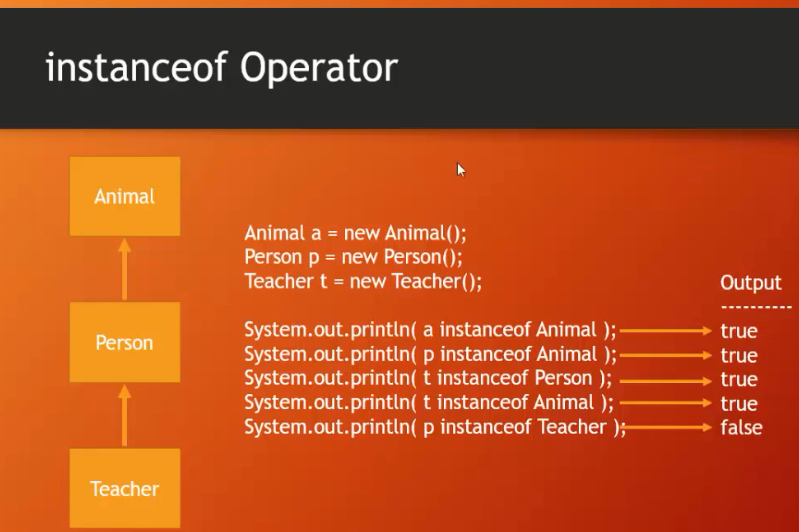 instanceof Operator
Animal
Person
Teacher
Animal a = new Animal();
Person p = new Person();
Teacher t = new Teacher();
Output
----------
System.out.println( a instanceof Animal ); true
System.out.println( p instanceof Animal ); true
System.out.println( t instanceof Person ); true
System.out.println( t instanceof Animal ); true
System.out.println( p instanceof Teacher ); false